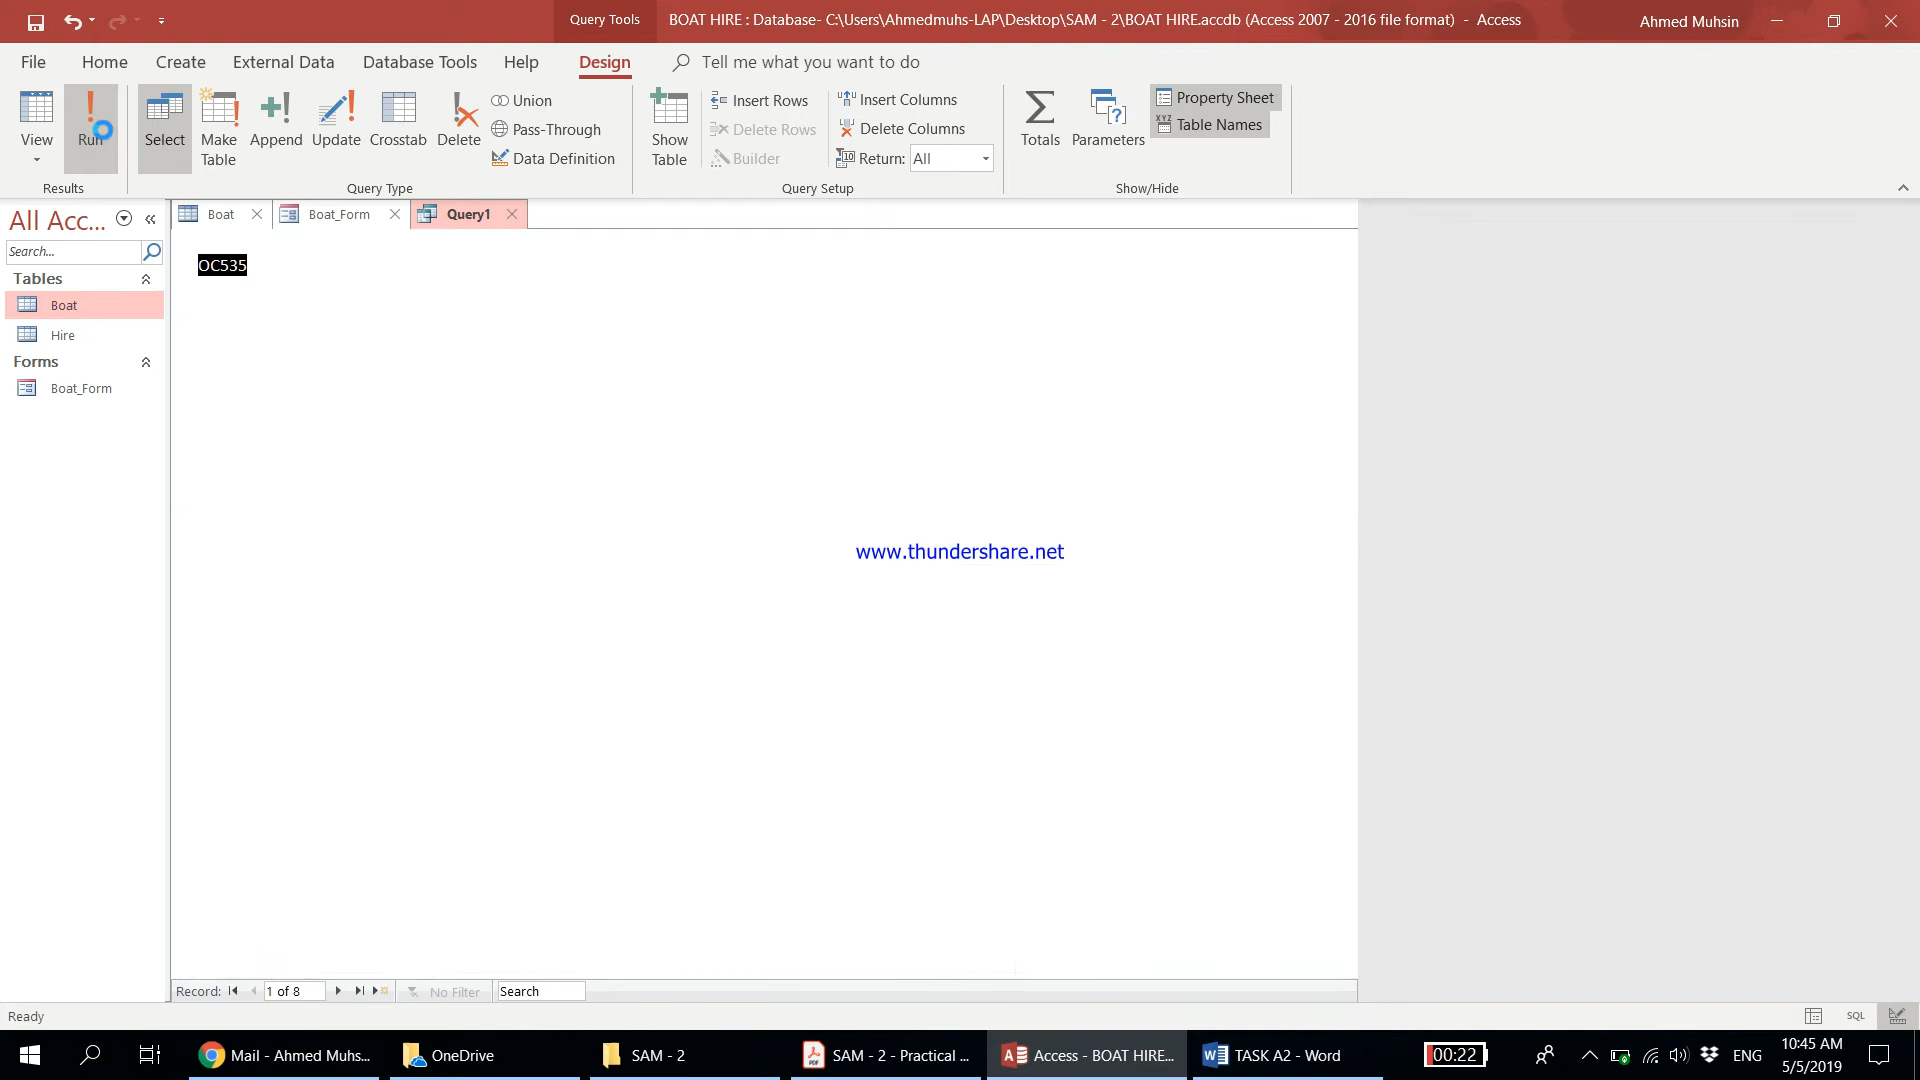 Query Tools
BOAT HIRE : Database- C:\Users\Ahmedmuhs-LAP\Desktop\SAM - 2\BOAT HIRE.accdb (Access 2007 - 2016 file format) - Access
Ahmed Muhsin
File Home Create External Data Database Tools Help Design Tell me what you want to do
View
Run
Select
Make Table
Append
Update
Crosstab
Delete
Union
Pass-Through
Data Definition
Show Table
Insert Rows
Delete Rows
Builder
Insert Columns
Delete Columns
Return: All
Totals
Parameters
Property Sheet
Table Names
Results
Query Type
Query Setup
Show/Hide
All Acc...
Search...
Tables
Boat
Hire
Forms
Boat_Form
Boat
Boat_Form
Query1
OC535
www.thundershare.net
Record: 1 of 8 No Filter Search
Ready
SQL
Mail - Ahmed Muhs...
OneDrive
SAM - 2
SAM - 2 - Practical ...
Access - BOAT HIRE...
TASK A2 - Word
00:22
ENG
10:45 AM
5/5/2019